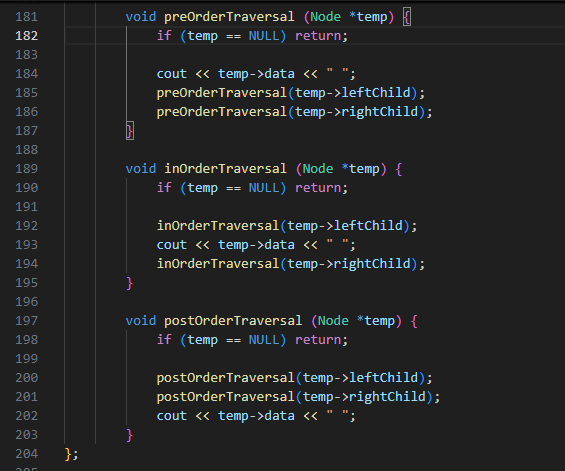 181 void preOrderTraversal (Node *temp) {
182 if (temp == NULL) return;
183
184 cout << temp->data << " ";
185 preOrderTraversal(temp->leftChild);
186 preOrderTraversal(temp->rightChild);
187 }
188
189 void inOrderTraversal (Node *temp) {
190 if (temp == NULL) return;
191
192 inOrderTraversal(temp->leftChild);
193 cout << temp->data << " ";
194 inOrderTraversal(temp->rightChild);
195 }
196
197 void postOrderTraversal (Node *temp) {
198 if (temp == NULL) return;
199
200 postOrderTraversal(temp->leftChild);
201 postOrderTraversal(temp->rightChild);
202 cout << temp->data << " ";
203 }
204 };